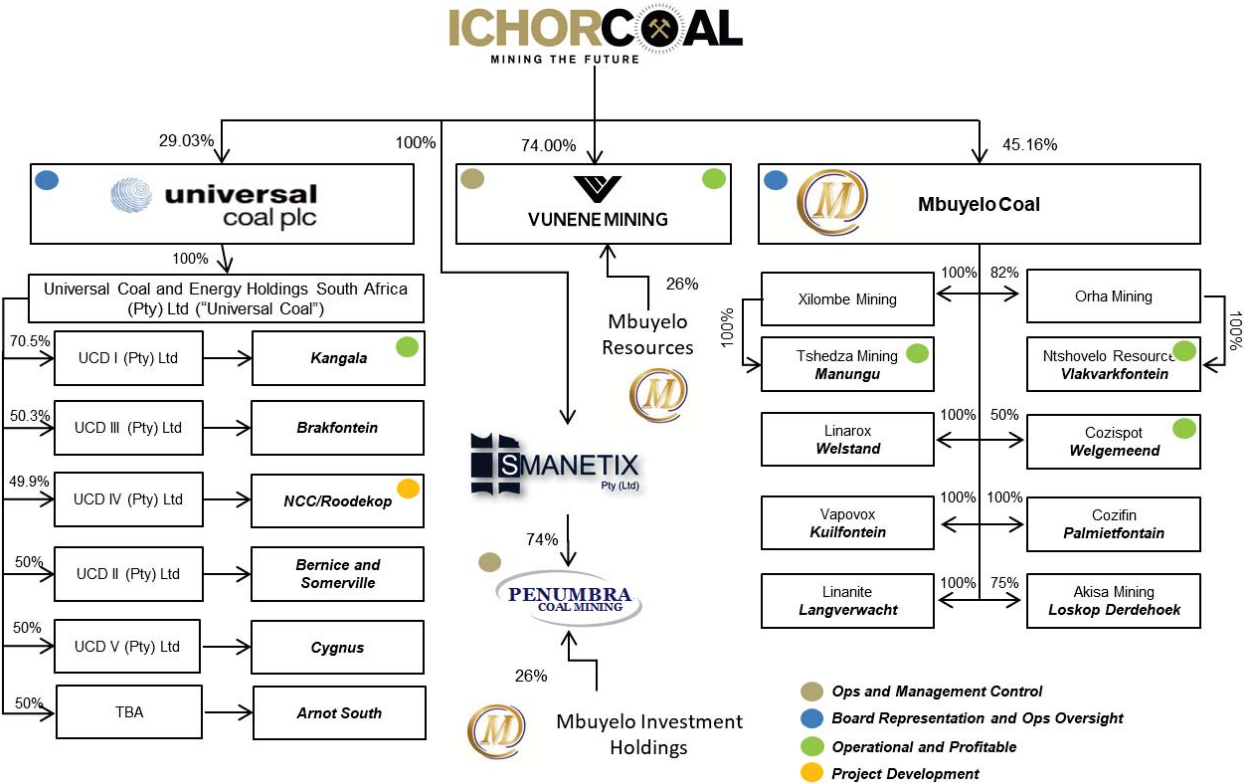 ICHORCOAL
MINING THE FUTURE
29.03%
100%
74.00%
45.16%
universal
coal plc
VUNENE MINING
Mbuyelo Coal
100%
Universal Coal and Energy Holdings South Africa
(Pty) Ltd (“Universal Coal”)
70.5%
UCD I (Pty) Ltd
Kangala
50.3%
UCD III (Pty) Ltd
Brakfontein
49.9%
UCD IV (Pty) Ltd
NCC/Roodekop
50%
UCD II (Pty) Ltd
Bernice and
Somerville
50%
UCD V (Pty) Ltd
Cygnus
50%
TBA
Arnot South
26%
Mbuyelo
Resources
SMANETIX
Pty (Ltd)
74%
PENUMBRA
COAL MINING
26%
Mbuyelo Investment
Holdings
Xilombe Mining
100%
82%
Orha Mining
100%
Tshedza Mining
Manungu
Ntshovelo Resource
Vlakvarkfontein
100%
Linarox
Welstand
100%
50%
Cozispot
Welgemeend
Vapovox
Kuilfontein
100%
100%
Cozifin
Palmietfontain
Linanite
Langverwacht
100%
75%
Akisa Mining
Loskop Derdehoek
Ops and Management Control
Board Representation and Ops Oversight
Operational and Profitable
Project Development